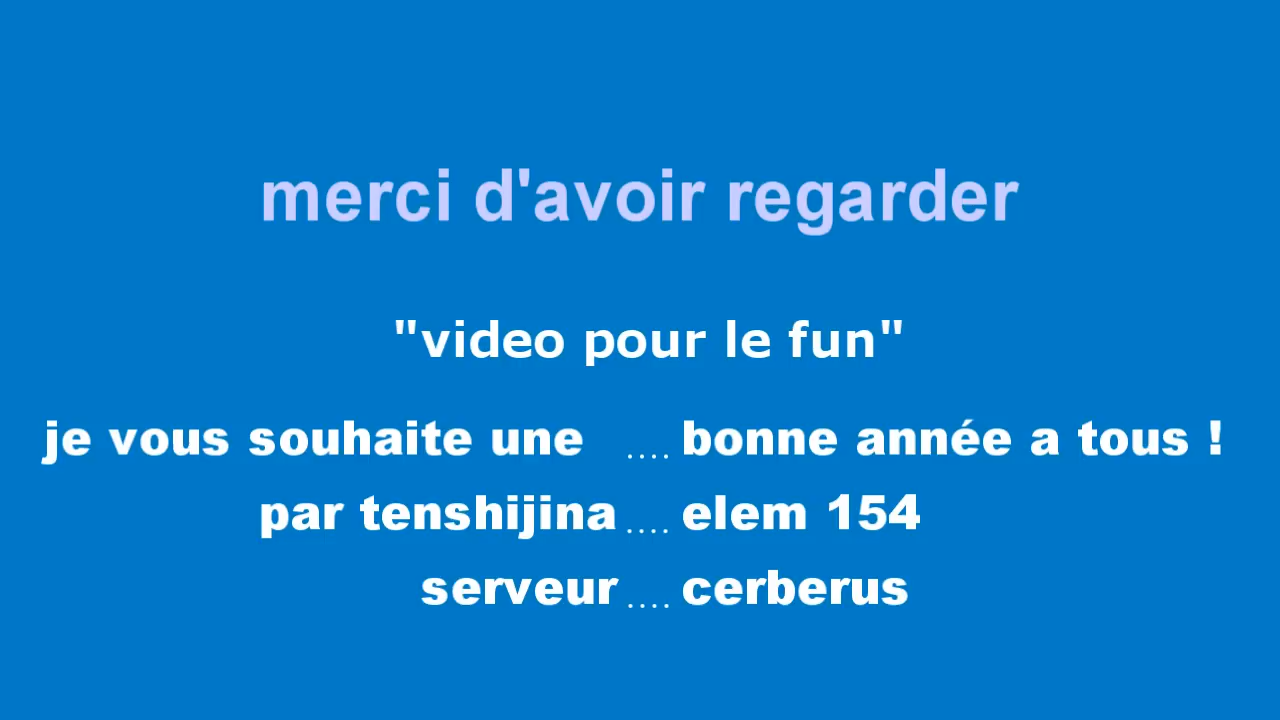 merci d'avoir regarder
"video pour le fun"
je vous souhaite une .... bonne année a tous !
par tenshijina .... elem 154
serveur .... cerberus